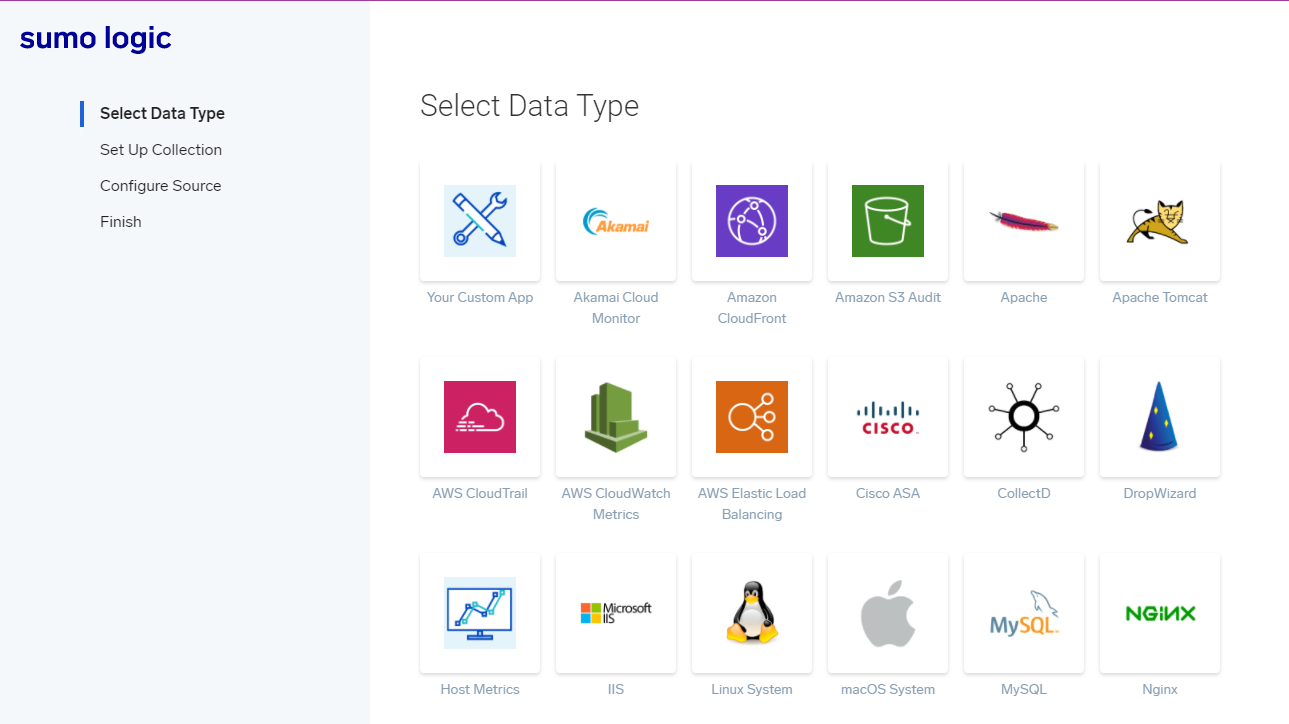 sumo logic
Select Data Type
Set Up Collection
Configure Source
Finish
Select Data Type
Akamai
Your Custom App
Akamai Cloud
Monitor
Amazon
CloudFront
Amazon S3 Audit
Apache
Apache Tomcat
CISCO
AWS CloudTrail
AWS CloudWatch
Metrics
AWS Elastic Load
Balancing
Cisco ASA
CollectD
DropWizard
Microsoft
IIS
MySQL
NGINX
Host Metrics
IIS
Linux System
macOS System
MySQL
Nginx